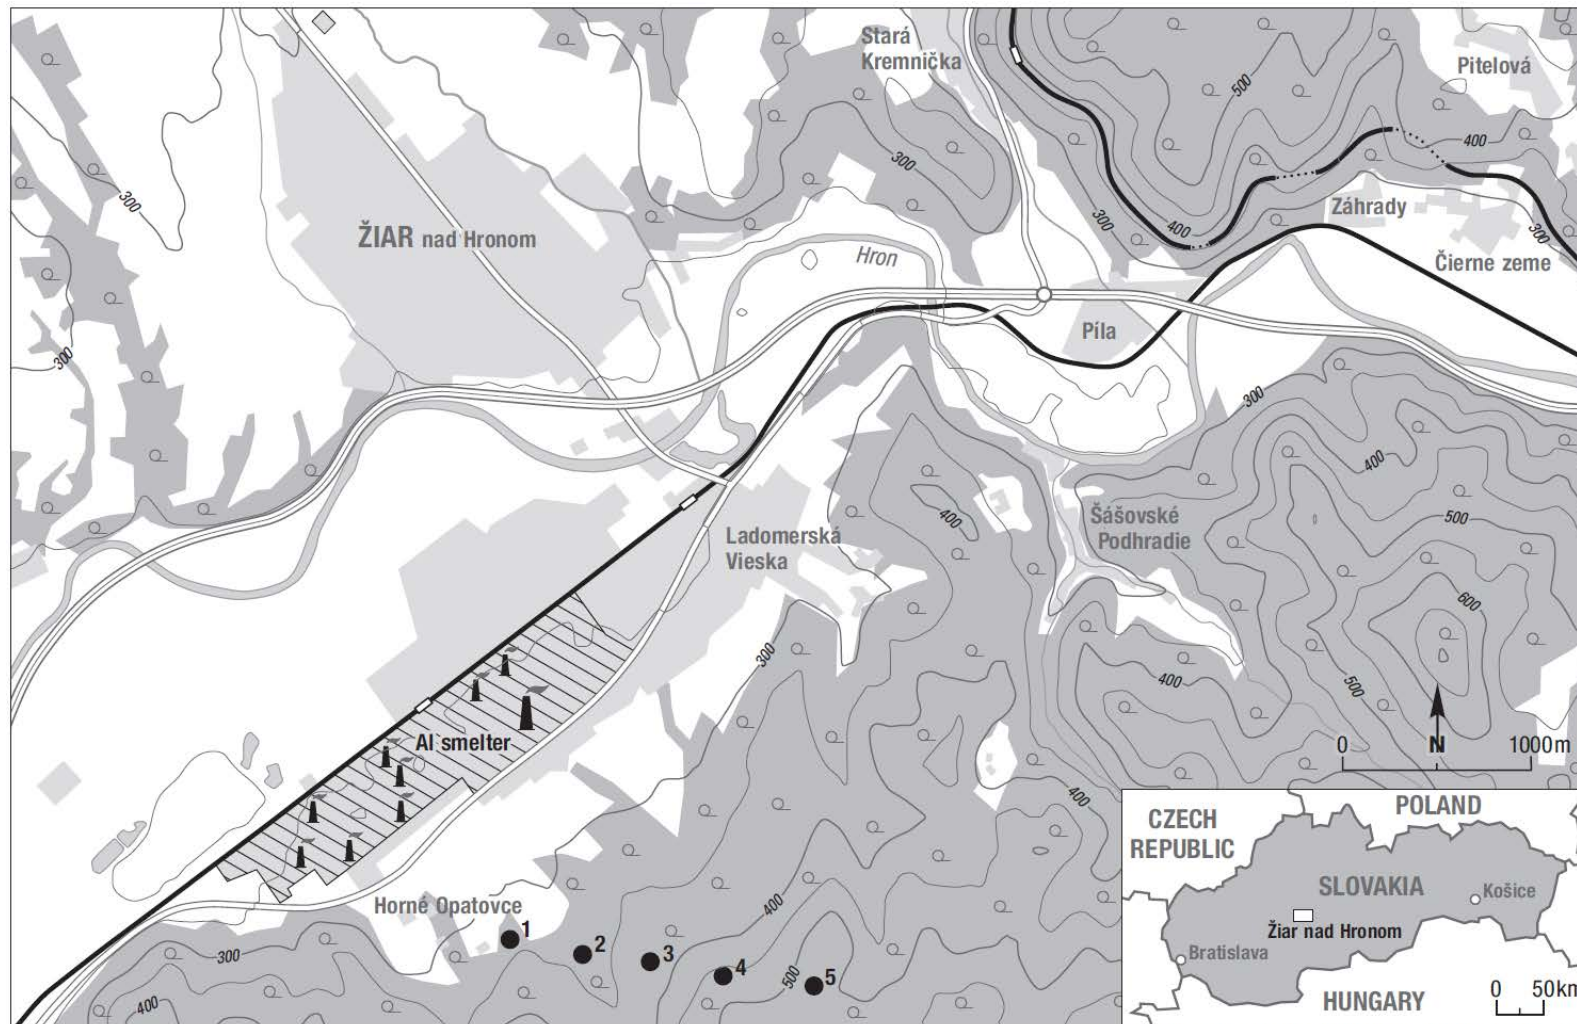 Stará
Kremnička
Pitelová
500
400
300
300
Záhrady
300
400
ŽIAR nad Hronom
Hron
300
Čierne zeme
Píla
300
300
400
400
500
Šášovské
Podhradie
Ladomerská
Vieska
600
300
400
500
Al smelter
0 N 1000m
400
CZECH
REPUBLIC
POLAND
SLOVAKIA
Košice
Žiar nad Hronom
Bratislava
HUNGARY
0 50km
Horné Opatovce
400
1
2
3
4
5
300
500
400